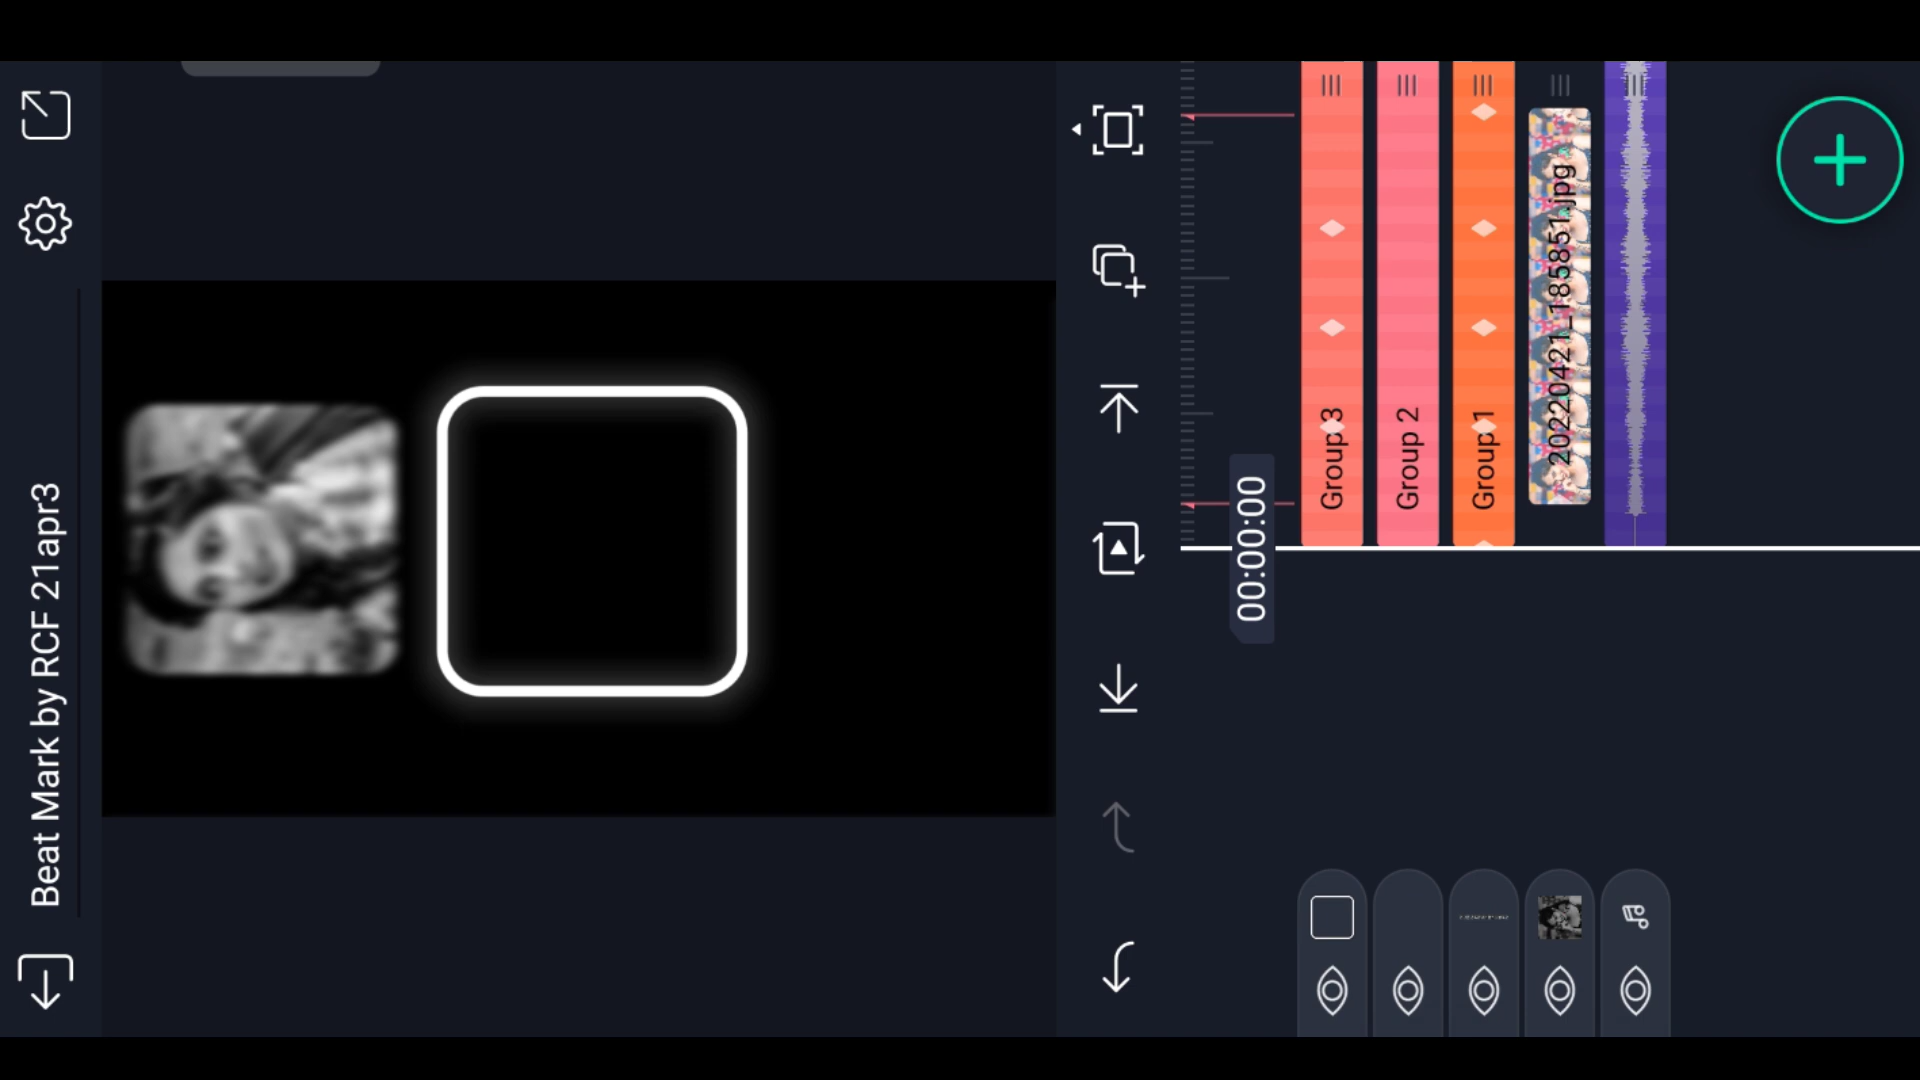 Beat Mark by RCF 21apr3
00:00:00
Group 3
Group 2
Group 1
20220421_185851.jpg